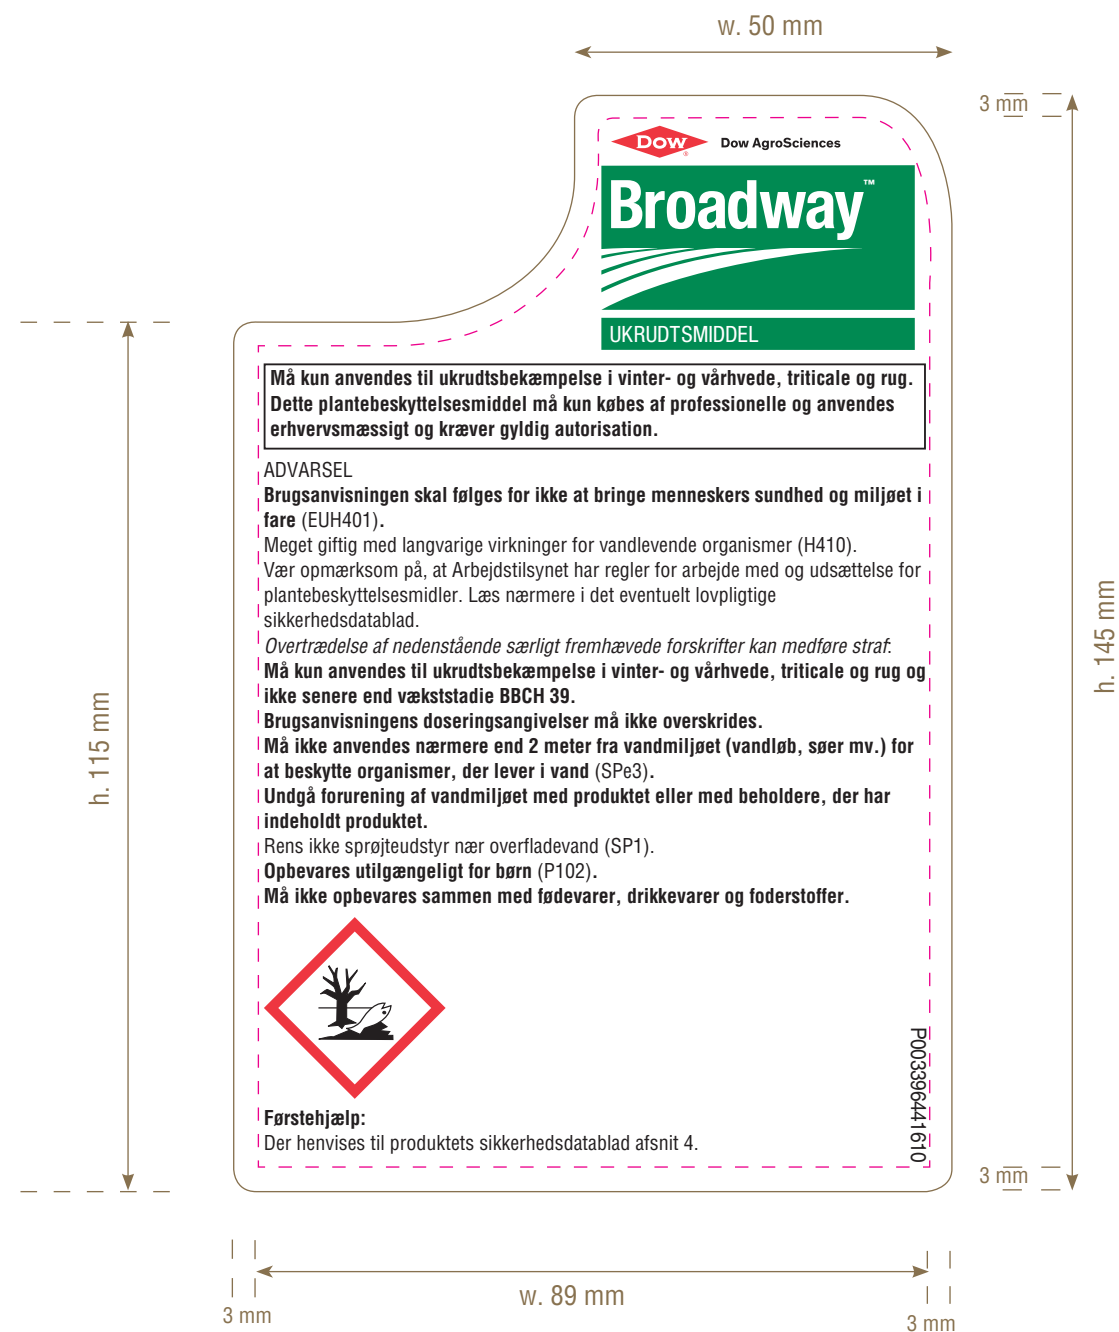 w. 50 mm
3 mm
Dow
®
Dow AgroSciences
Broadway™
UKRUDTSMIDDEL
Må kun anvendes til ukrudtsbekæmpelse i vinter- og vårhvede, triticale og rug.
Dette plantebeskyttelsesmiddel må kun købes af professionelle og anvendes
erhvervsmæssigt og kræver gyldig autorisation.
ADVARSEL
Brugsanvisningen skal følges for ikke at bringe menneskers sundhed og miljøet i
fare (EUH401).
Meget giftig med langvarige virkninger for vandlevende organismer (H410).
Vær opmærksom på, at Arbejdstilsynet har regler for arbejde med og udsættelse for
plantebeskyttelsesmidler. Læs nærmere i det eventuelt lovpligtige
sikkerhedsdatablad.
Overtrædelse af nedenstående særligt fremhævede forskrifter kan medføre straf:
Må kun anvendes til ukrudtsbekæmpelse i vinter- og vårhvede, triticale og rug og
ikke senere end vækststadie BBCH 39.
Brugsanvisningens doseringsangivelser må ikke overskrides.
Må ikke anvendes nærmere end 2 meter fra vandmiljøet (vandløb, søer mv.) for
at beskytte organismer, der lever i vand (SPe3).
Undgå forurening af vandmiljøet med produktet eller med beholdere, der har
indeholdt produktet.
Rens ikke sprøjteudstyr nær overfladevand (SP1).
Opbevares utilgængeligt for børn (P102).
Må ikke opbevares sammen med fødevarer, drikkevarer og foderstoffer.
Førstehjælp:
Der henvises til produktets sikkerhedsdatablad afsnit 4.
P003396441610
h. 115 mm
h. 145 mm
3 mm
3 mm
w. 89 mm
3 mm